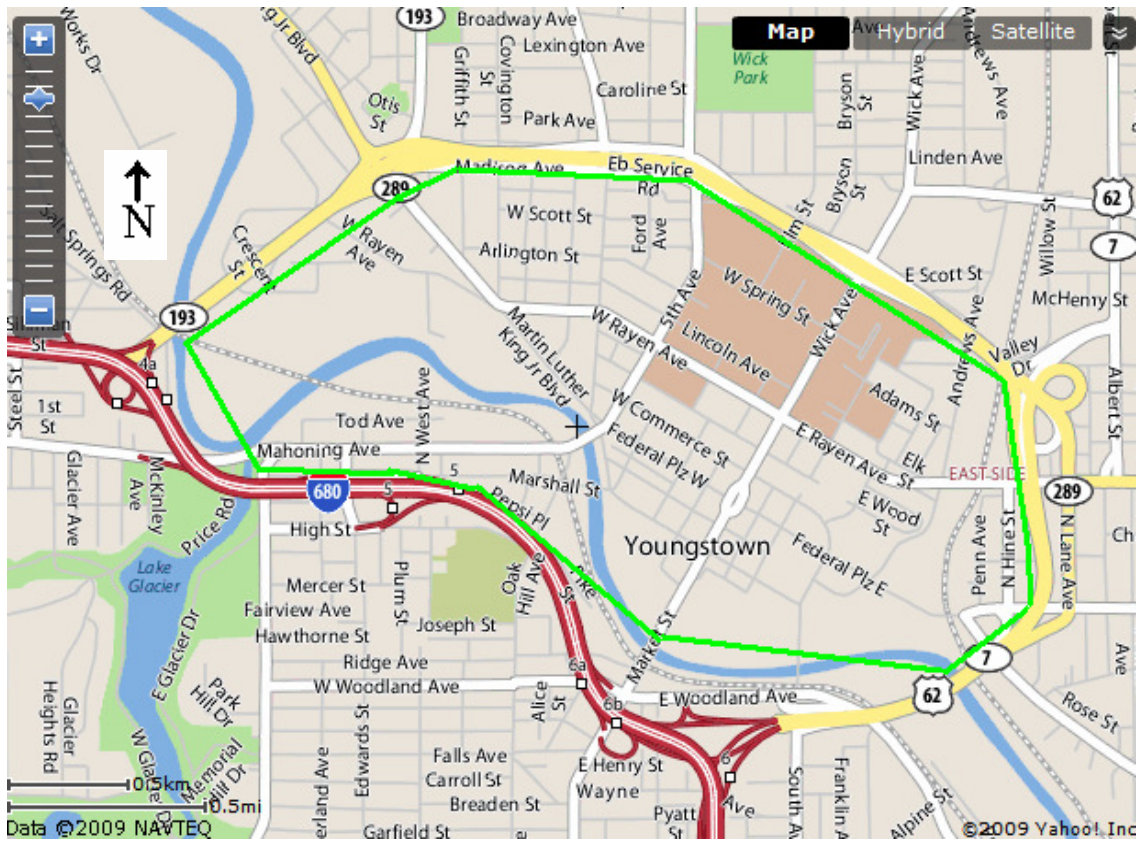 Works Dr
King Jr Blvd
193
Broadway Ave
Lexington Ave
Griffith
St
Covington
St
Caroline St
Park Ave
Otis
St
Wick
Park
Map
Hybrid
Satellite
Ave
Andrews Ave
Bryson
St
Wick Ave
Linden Ave
62
7
N
Madison Ave
Eb Service
Rd
289
W Scott St
Arlington St
Ford
Ave
Elm St
Bryson
St
Willow St
Salt Springs Rd
Crescent
St
W Rayen
Ave
E Scott St
McHenry St
193
St
4a
Martin Luther
King Jr Blvd
W Rayen Ave
5th Ave
W Spring St
Lincoln Ave
Wick Ave
Andrews Ave
Valley
Dr
Albert St
Steel St
1st
St
Tod Ave
N West Ave
Mahoning Ave
Adams St
W Commerce St
Federal Plz W
E Rayen Ave
St
Elk
EAST-SIDE
289
Glacier Ave
McKinley
Ave
Price Rd
680
5
5
Marshall St
Pepsi Pl
High St
E Wood
St
Youngstown
Federal Plz E
Penn Ave
N Hine St
N Lane Ave
Ch
Lake
Glacier
Mercer St
Fairview Ave
Hawthorne St
Plum St
Oak
Hill Ave
Pike
St
Joseph St
E Glacier Dr
Ridge Ave
W Woodland Ave
6a
Market St
7
62
E Woodland Ave
Ave
Rose St
Glacier
Heights Rd
Park
Hill Dr
Alice
St
6b
Edwards St
Falls Ave
Carroll St
Breaden St
Garfield St
E Henry St
Wayne
Ave
6
Pyatt
St
South Av
Franklin A
Alpine St
W Glacier Dr
Memorial
Hill Dr
erland Ave
0.5km
0.5mi
Data ©2009 NAVTEQ
©2009 Yahoo! Inc